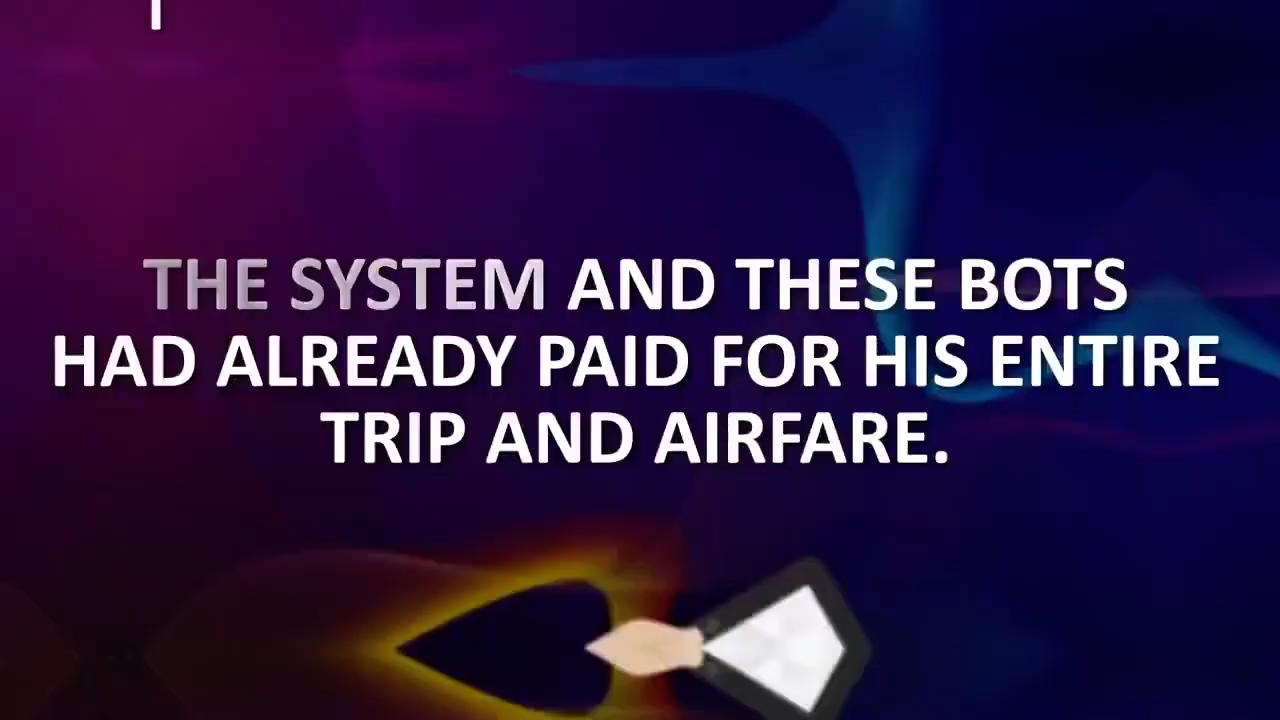 THE SYSTEM AND THESE BOTS
HAD ALREADY PAID FOR HIS ENTIRE
TRIP AND AIRFARE.